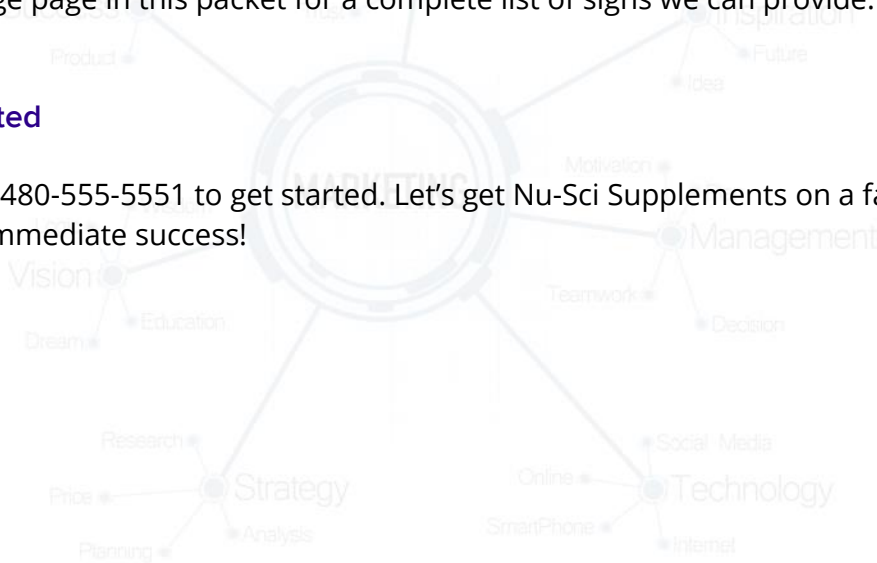 ge page in this packet for a complete list of signs we can provide.
Trust
Inspiration
Product
Future
Idea
ted
MARKETING
Motivation
480-555-5551 to get started. Let’s get Nu-Sci Supplements on a fa
mmediate success!
Management
Vision
Teamwork
Education
Decision
Dream
Research
Social Media
Online
Strategy
Technology
Price
SmartPhone
Analysis
Internet
Planning